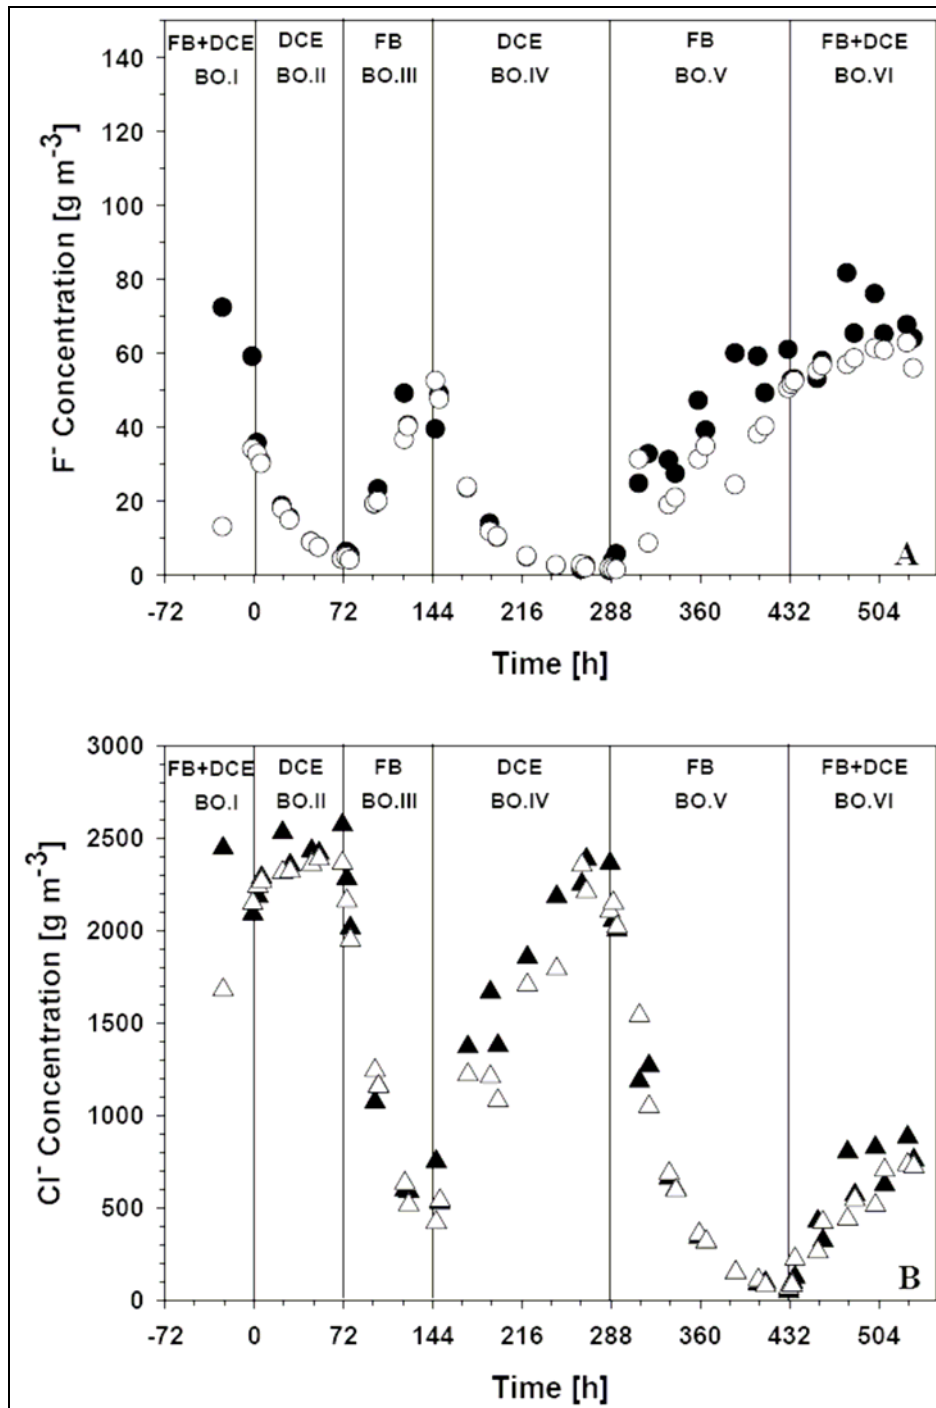 FB+DCE DCE FB DCE FB FB+DCE
BO.I BO.II BO.III BO.IV BO.V BO.VI
140
120
100
80
60
40
20
0
F⁻ Concentration [g m⁻³]
A
-72 0 72 144 216 288 360 432 504
Time [h]
FB+DCE DCE FB DCE FB FB+DCE
BO.I BO.II BO.III BO.IV BO.V BO.VI
3000
2500
2000
1500
1000
500
0
Cl⁻ Concentration [g m⁻³]
B
-72 0 72 144 216 288 360 432 504
Time [h]